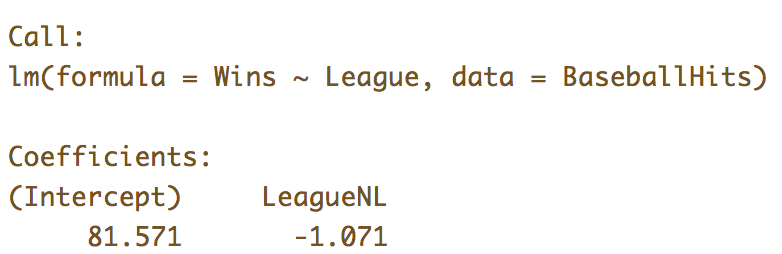 Call:
lm(formula = Wins ~ League, data = BaseballHits)
Coefficients:
(Intercept) LeagueNL
81.571 -1.071